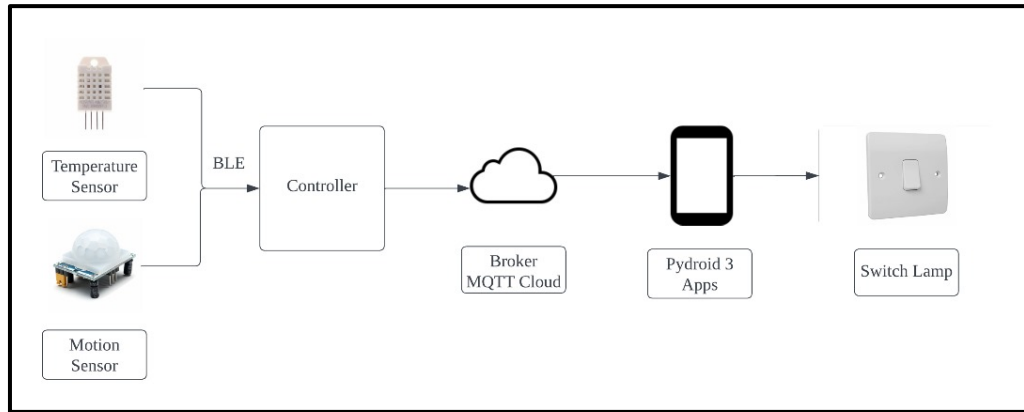 Temperature
Sensor
BLE
Controller
Motion
Sensor
Broker
MQTT Cloud
Pydroid 3
Apps
Switch Lamp